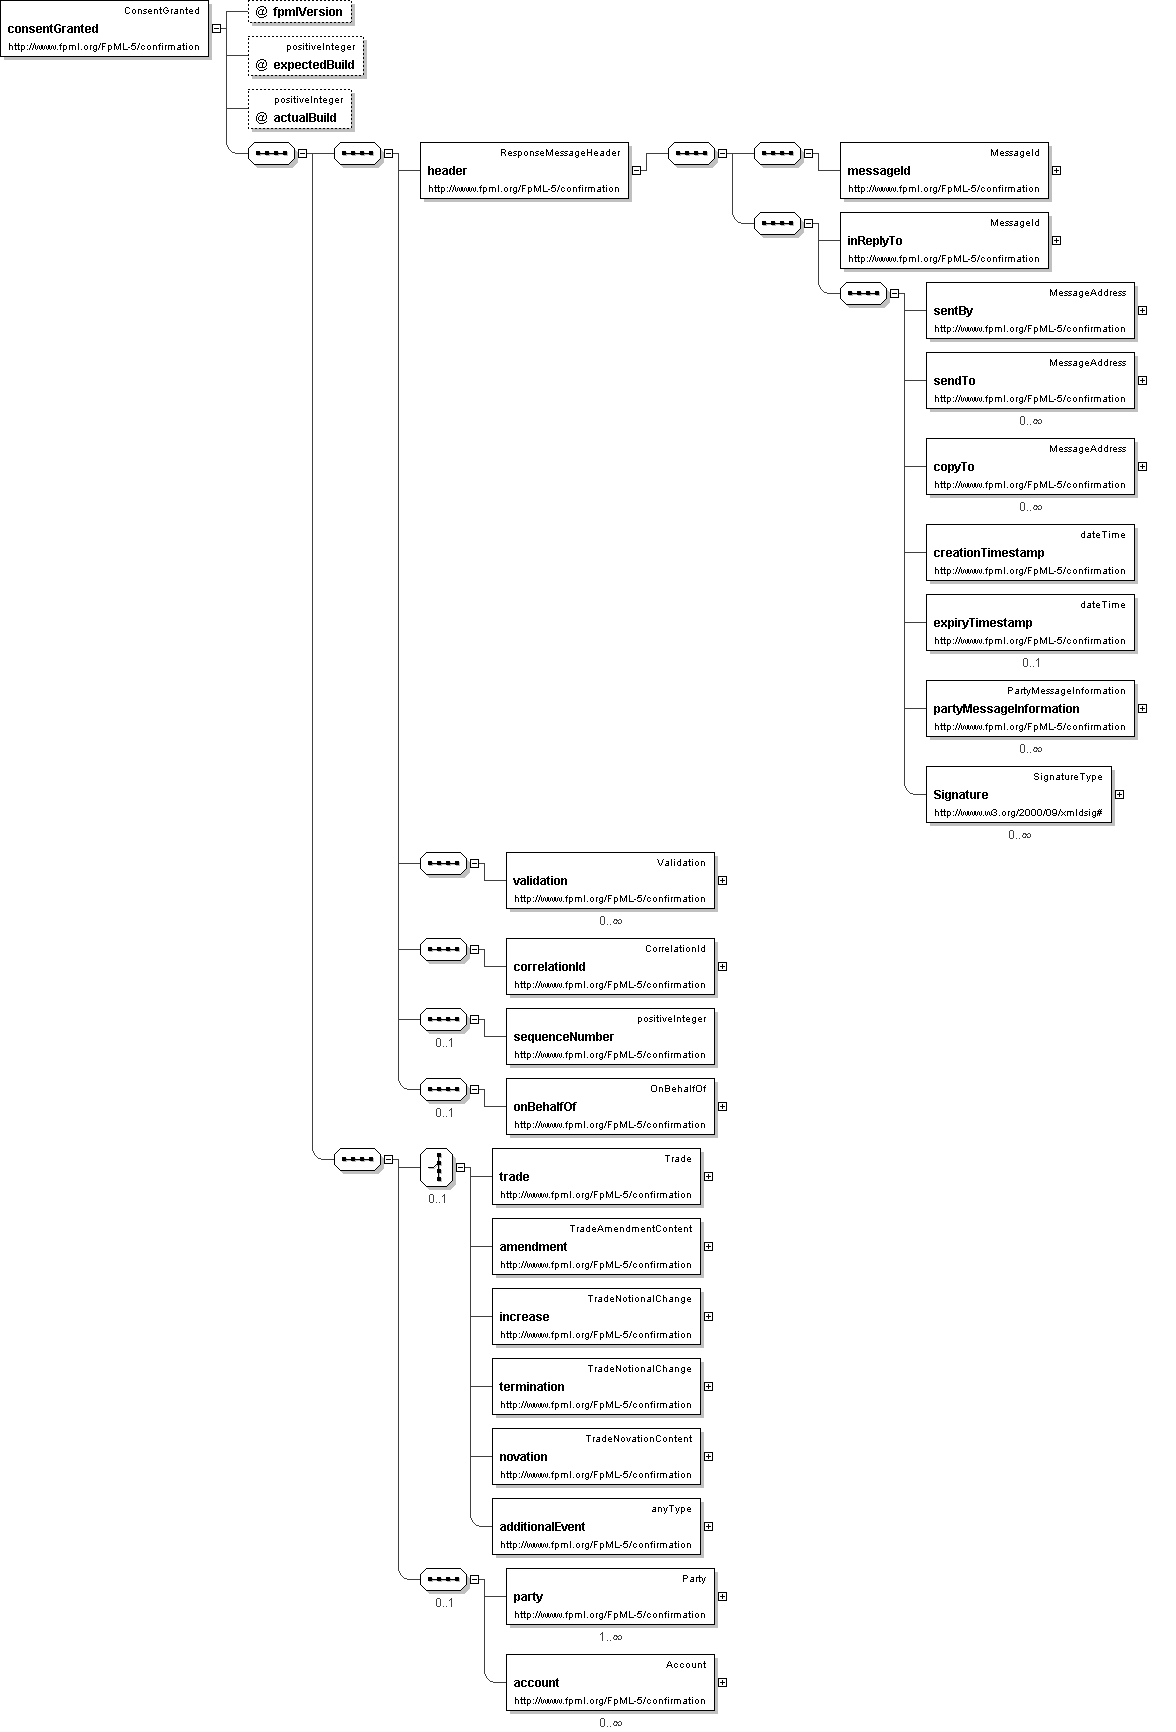 ConsentGranted
consentGranted
http://www.fpml.org/FpML-5/confirmation
@ fpmlVersion
positiveInteger
@ expectedBuild
positiveInteger
@ actualBuild
ResponseMessageHeader
header
http://www.fpml.org/FpML-5/confirmation
MessageId
messageId
http://www.fpml.org/FpML-5/confirmation
MessageId
inReplyTo
http://www.fpml.org/FpML-5/confirmation
MessageAddress
sentBy
http://www.fpml.org/FpML-5/confirmation
MessageAddress
sendTo
http://www.fpml.org/FpML-5/confirmation
0..∞
MessageAddress
copyTo
http://www.fpml.org/FpML-5/confirmation
0..∞
dateTime
creationTimestamp
http://www.fpml.org/FpML-5/confirmation
dateTime
expiryTimestamp
http://www.fpml.org/FpML-5/confirmation
0..1
PartyMessageInformation
partyMessageInformation
http://www.fpml.org/FpML-5/confirmation
0..∞
SignatureType
Signature
http://www.w3.org/2000/09/xmldsig#
0..∞
Validation
validation
http://www.fpml.org/FpML-5/confirmation
0..∞
CorrelationId
correlationId
http://www.fpml.org/FpML-5/confirmation
positiveInteger
sequenceNumber
0..1
http://www.fpml.org/FpML-5/confirmation
OnBehalfOf
onBehalfOf
0..1
http://www.fpml.org/FpML-5/confirmation
Trade
trade
http://www.fpml.org/FpML-5/confirmation
0..1
TradeAmendmentContent
amendment
http://www.fpml.org/FpML-5/confirmation
TradeNotionalChange
increase
http://www.fpml.org/FpML-5/confirmation
TradeNotionalChange
termination
http://www.fpml.org/FpML-5/confirmation
TradeNovationContent
novation
http://www.fpml.org/FpML-5/confirmation
anyType
additionalEvent
http://www.fpml.org/FpML-5/confirmation
Party
party
0..1
http://www.fpml.org/FpML-5/confirmation
1..∞
Account
account
http://www.fpml.org/FpML-5/confirmation
0..∞